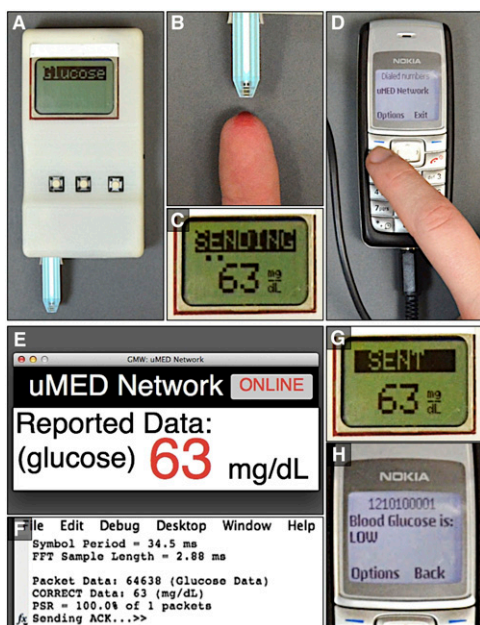 A
Glucose
B
C
SENDING
63 mg/dL
D
NOKIA
Dialed numbers
uMED Network
Options Exit
E
GMW: uMED Network
uMED Network ONLINE
Reported Data:
(glucose) 63 mg/dL
F
File Edit Debug Desktop Window Help
Symbol Period = 34.5 ms
FFT Sample Length = 2.88 ms
Packet Data: 64638 (Glucose Data)
CORRECT Data: 63 (mg/dL)
PSR = 100.0% of 1 packets
fx Sending ACK...>>
G
SENT
63 mg/dL
H
NOKIA
1210100001
Blood Glucose is:
LOW
Options Back